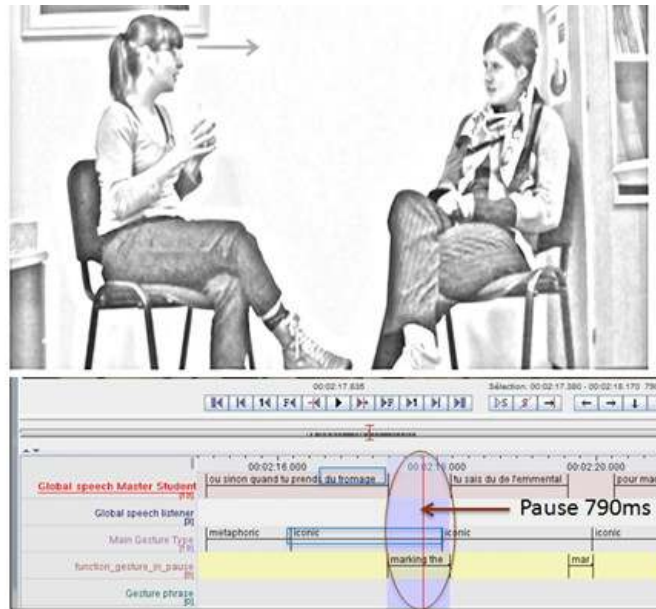 00:02:17.835
Sélection: 00:02:17.380 - 00:02:18.170 790
00:02:16.000 00:02:18.000 00:02:20.000
Global speech Master Student
ou sinon quand tu prends du fromage tu sais du de l'emmental pour ma
Pause 790ms
Global speech listener
Main Gesture Type
metaphoric iconic iconic iconic
function_gesture_in_pause
marking the mar
Gesture phrase